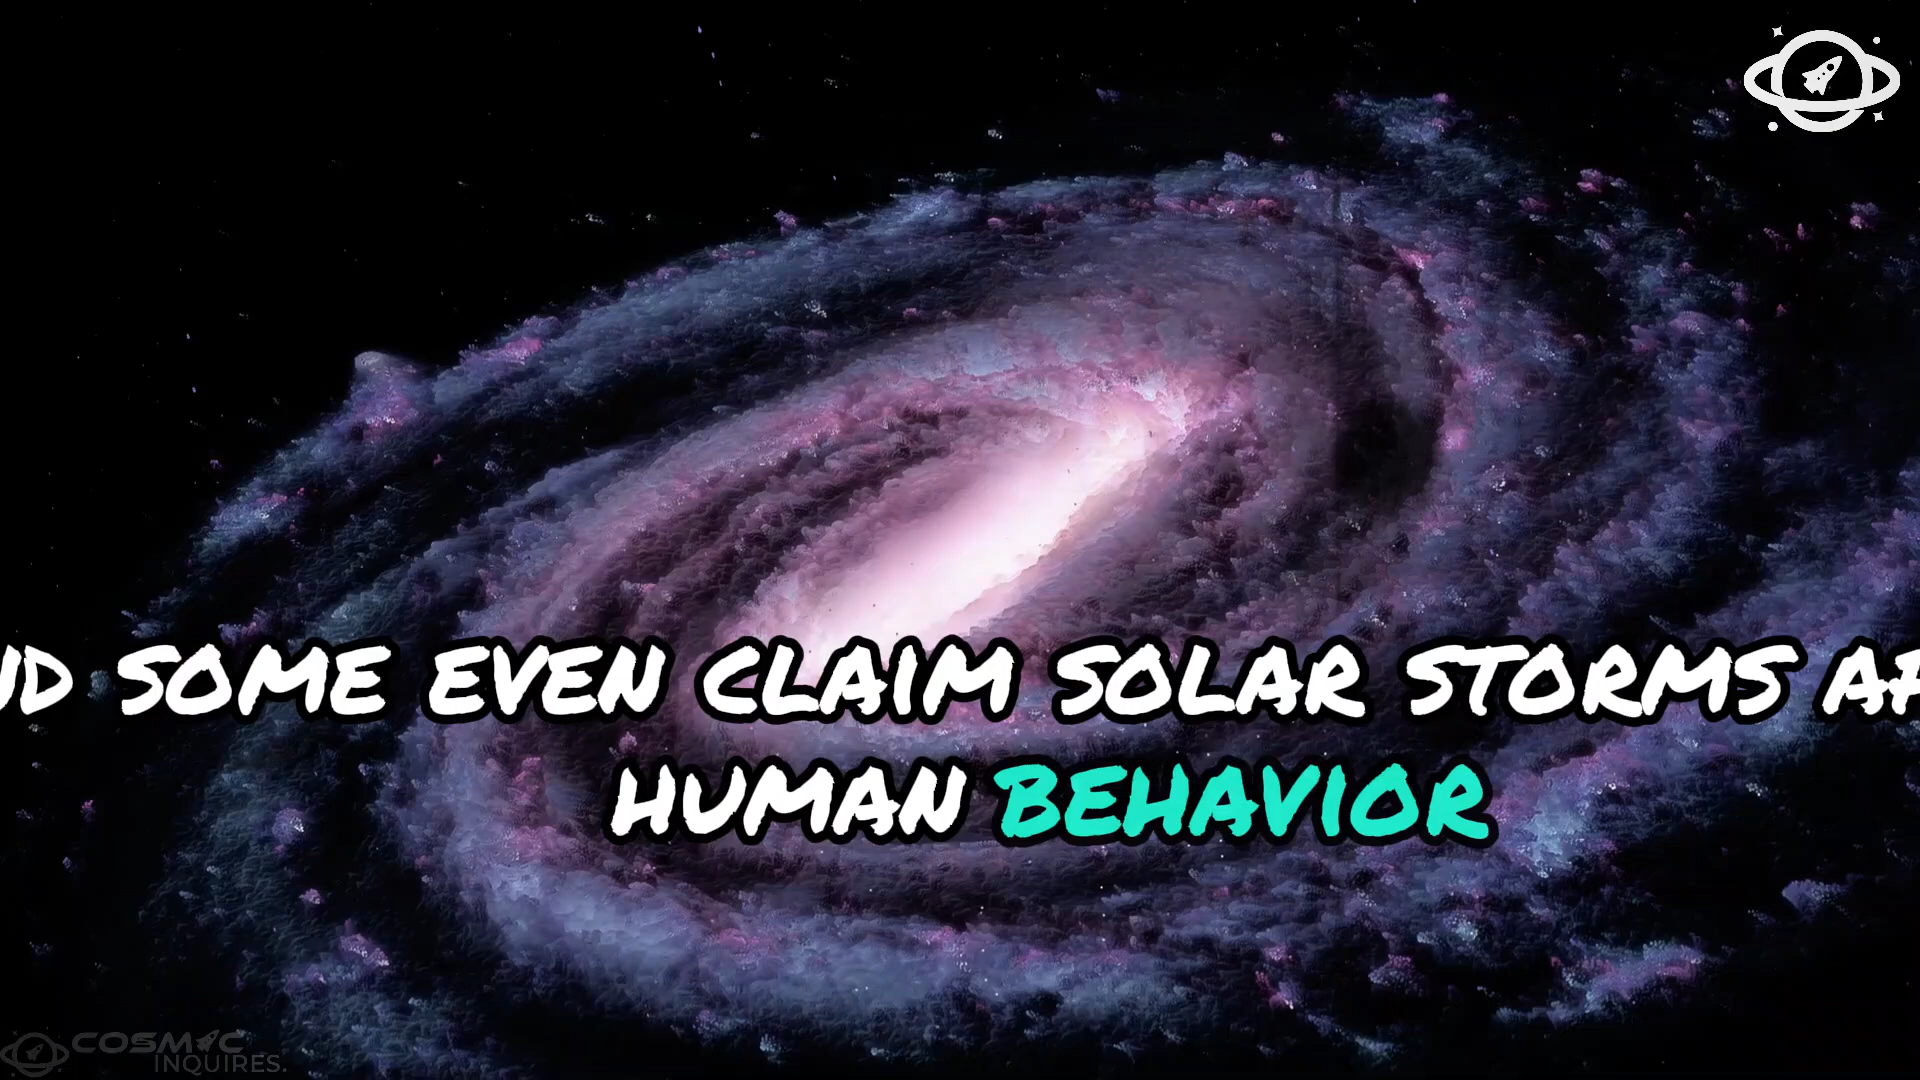 SOME EVEN CLAIM SOLAR STORMS
HUMAN BEHAVIOR
COSMIC
INQUIRES.